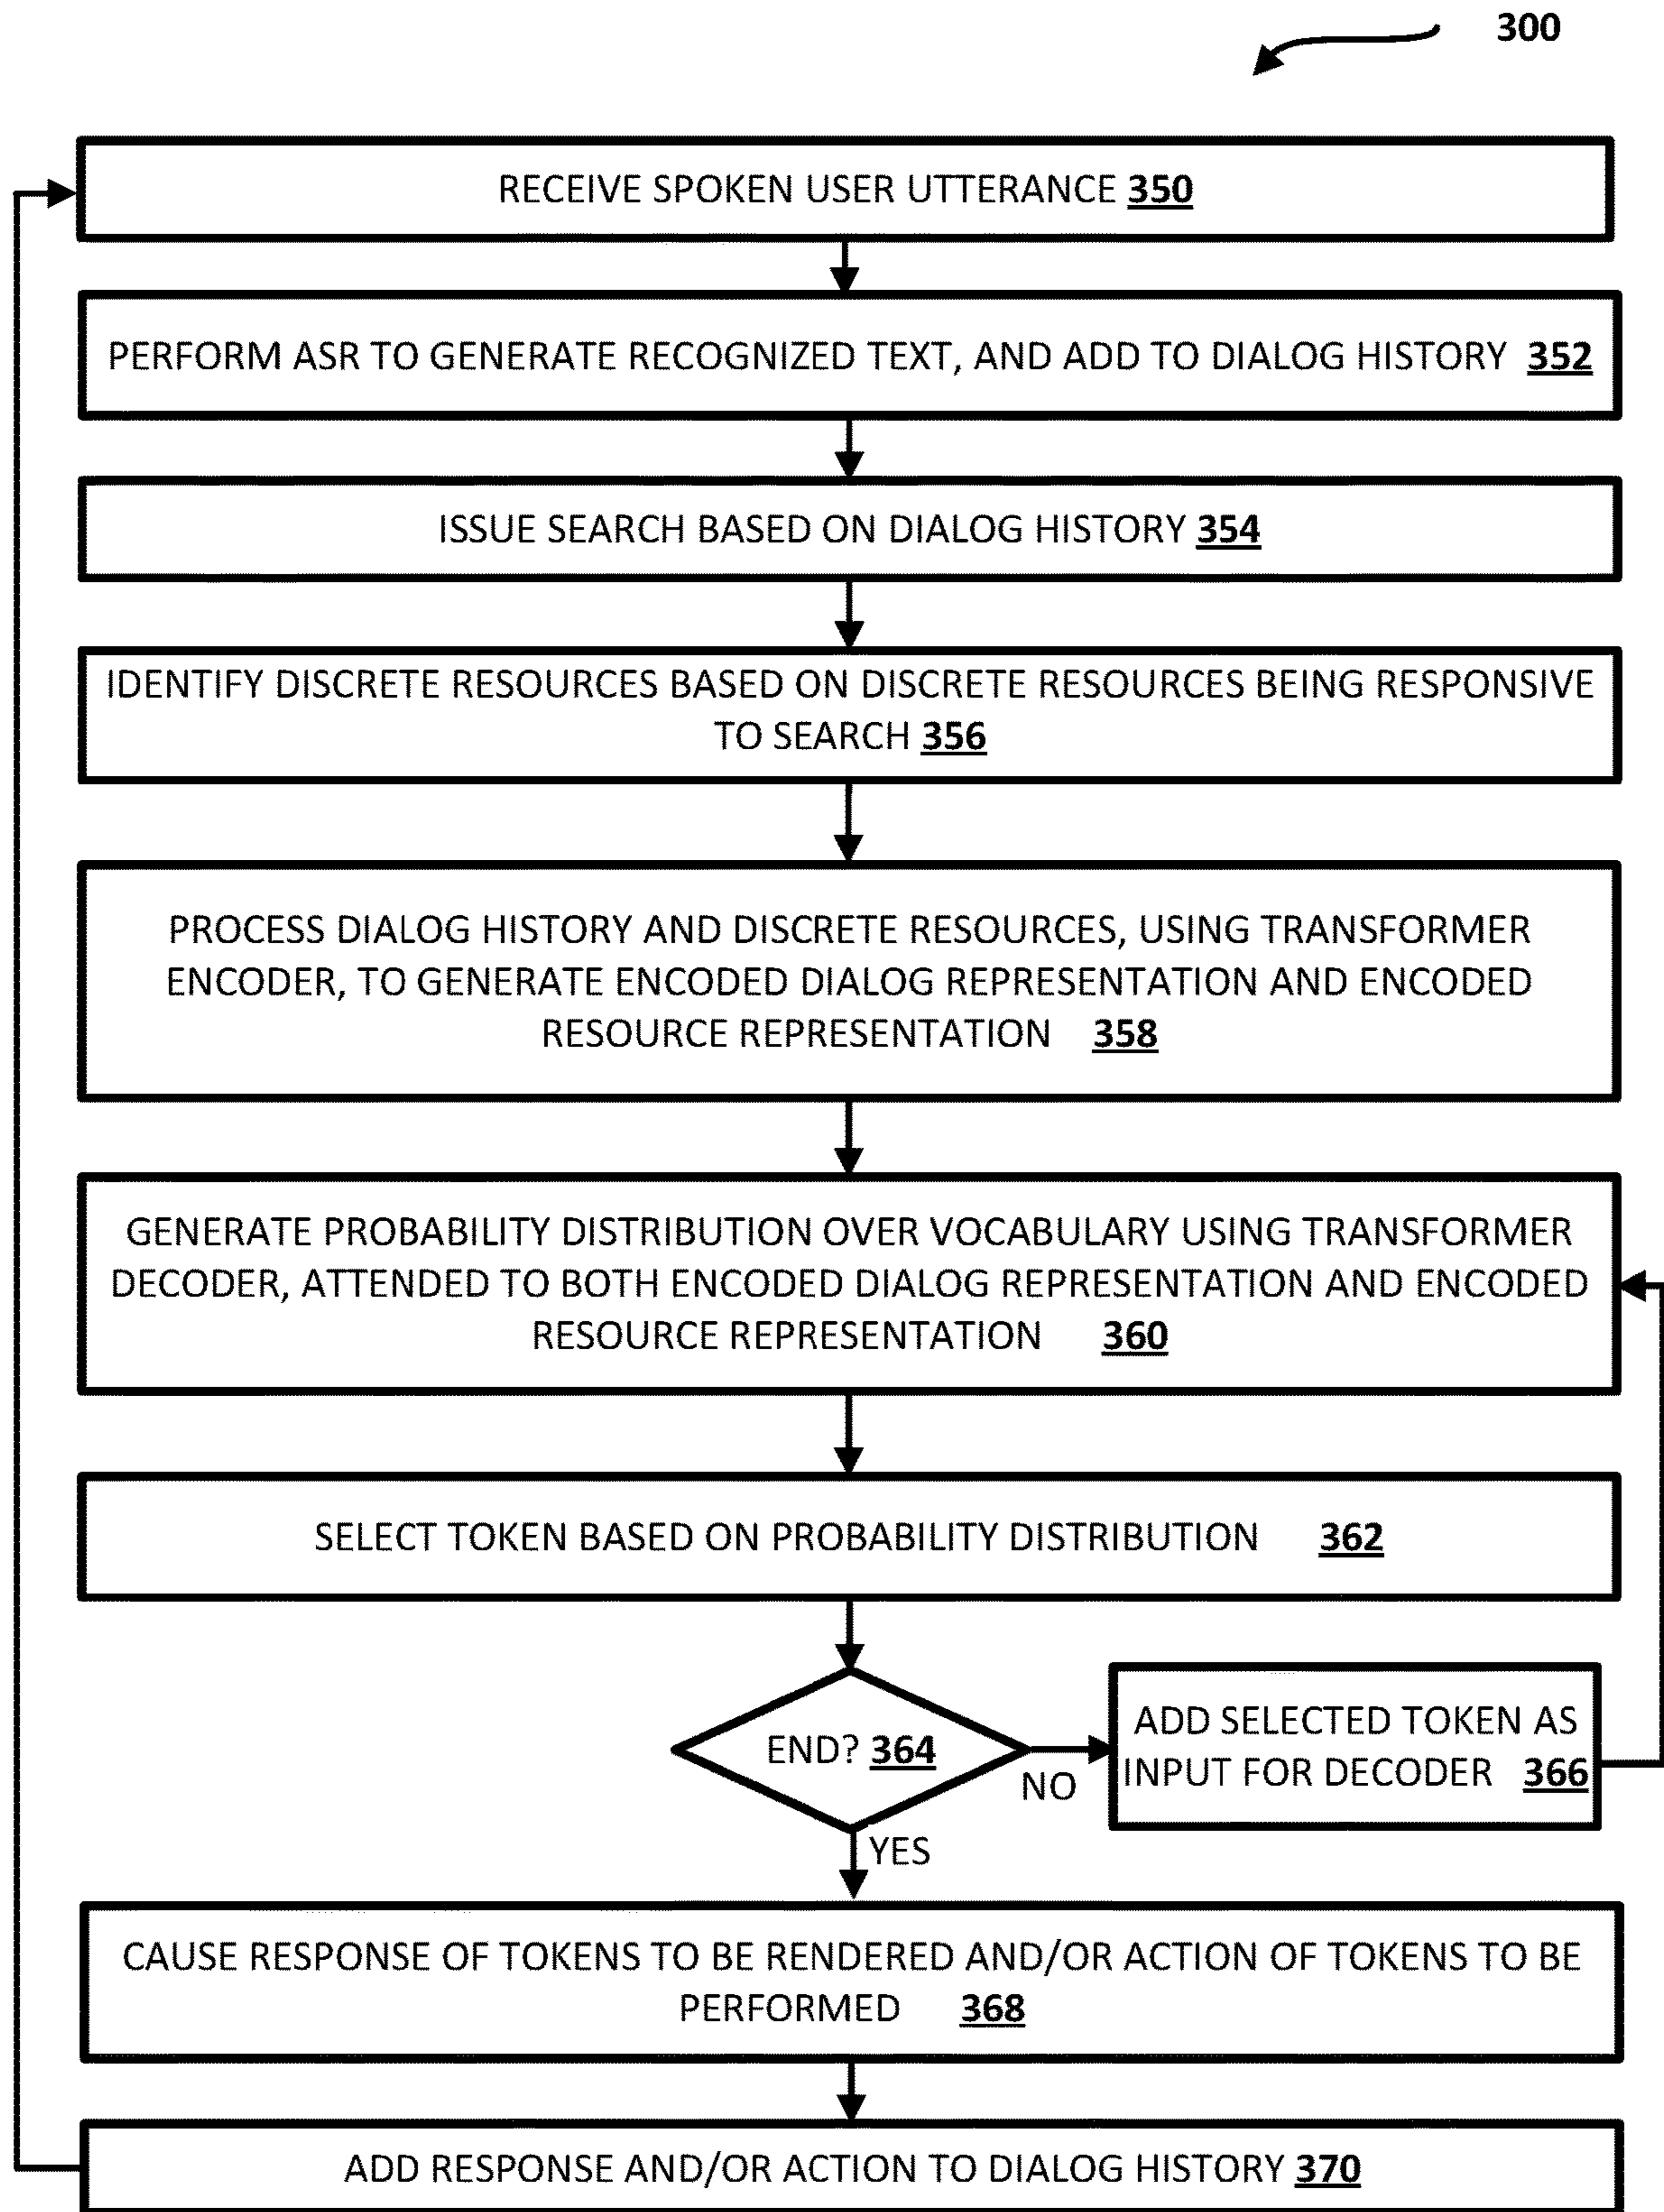 300
RECEIVE SPOKEN USER UTTERANCE 350
PERFORM ASR TO GENERATE RECOGNIZED TEXT, AND ADD TO DIALOG HISTORY 352
ISSUE SEARCH BASED ON DIALOG HISTORY 354
IDENTIFY DISCRETE RESOURCES BASED ON DISCRETE RESOURCES BEING RESPONSIVE
TO SEARCH 356
PROCESS DIALOG HISTORY AND DISCRETE RESOURCES, USING TRANSFORMER
ENCODER, TO GENERATE ENCODED DIALOG REPRESENTATION AND ENCODED
RESOURCE REPRESENTATION 358
GENERATE PROBABILITY DISTRIBUTION OVER VOCABULARY USING TRANSFORMER
DECODER, ATTENDED TO BOTH ENCODED DIALOG REPRESENTATION AND ENCODED
RESOURCE REPRESENTATION 360
SELECT TOKEN BASED ON PROBABILITY DISTRIBUTION 362
END? 364
NO
ADD SELECTED TOKEN AS
INPUT FOR DECODER 366
YES
CAUSE RESPONSE OF TOKENS TO BE RENDERED AND/OR ACTION OF TOKENS TO BE
PERFORMED 368
ADD RESPONSE AND/OR ACTION TO DIALOG HISTORY 370